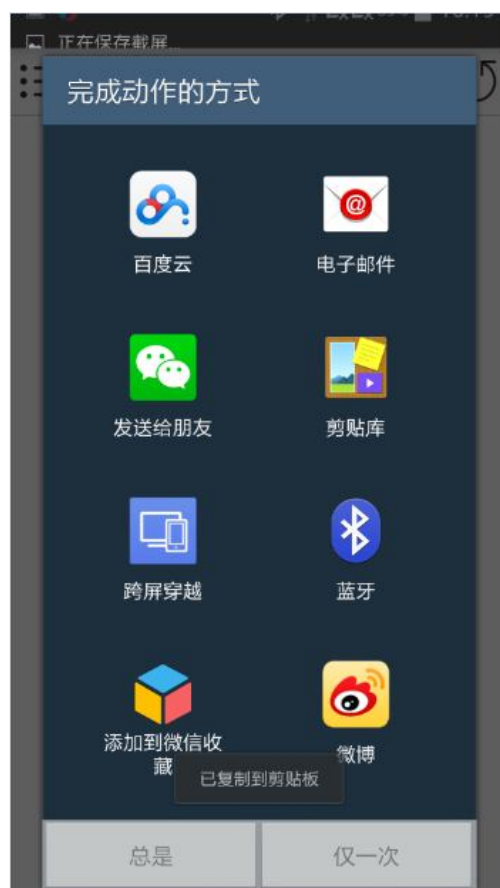 正在保存截屏...
完成动作的方式
百度云
电子邮件
发送给朋友
剪贴库
跨屏穿越
蓝牙
添加到微信收
藏
微博
已复制到剪贴板
总是
仅一次